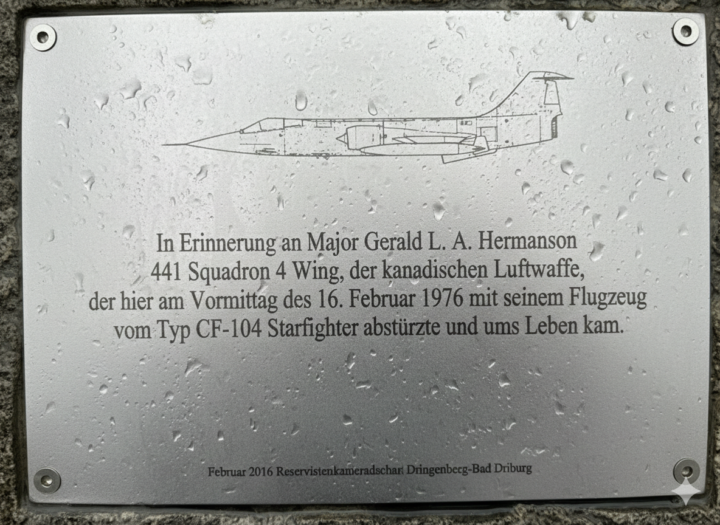 In Erinnerung an Major Gerald L. A. Hermanson
441 Squadron 4 Wing, der kanadischen Luftwaffe,
der hier am Vormittag des 16. Februar 1976 mit seinem Flugzeug
vom Typ CF-104 Starfighter abstürzte und ums Leben kam.
Februar 2016 Reservistenkameradschaft Dringenberg-Bad Driburg